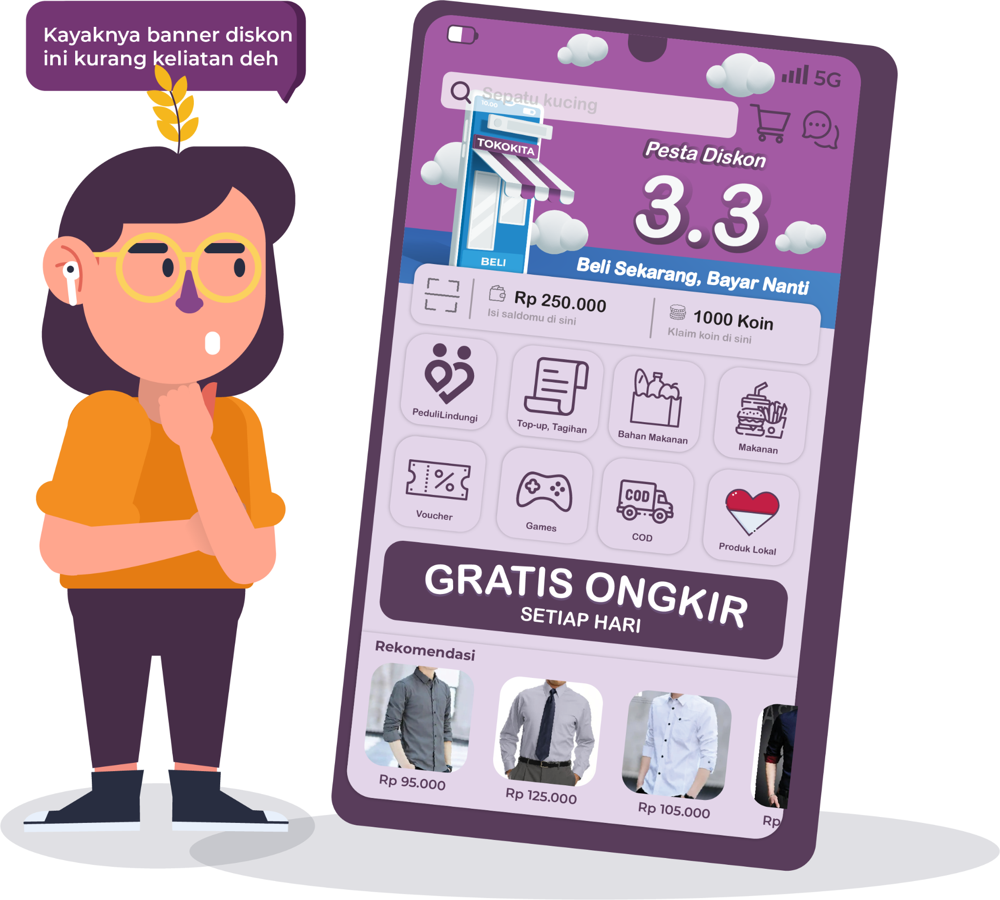 Kayaknya banner diskon
ini kurang keliatan deh
5G
Sepatu kucing
10.00
TOKOKITA
Pesta Diskon
3.3
BELI
Beli Sekarang, Bayar Nanti
Rp 250.000
Isi saldomu di sini
1000 Koin
Klaim koin di sini
PeduliLindungi
Top-up, Tagihan
Bahan Makanan
Makanan
Voucher
Games
COD
COD
Produk Lokal
GRATIS ONGKIR
SETIAP HARI
Rekomendasi
Rp 95.000
Rp 125.000
Rp 105.000
Rp